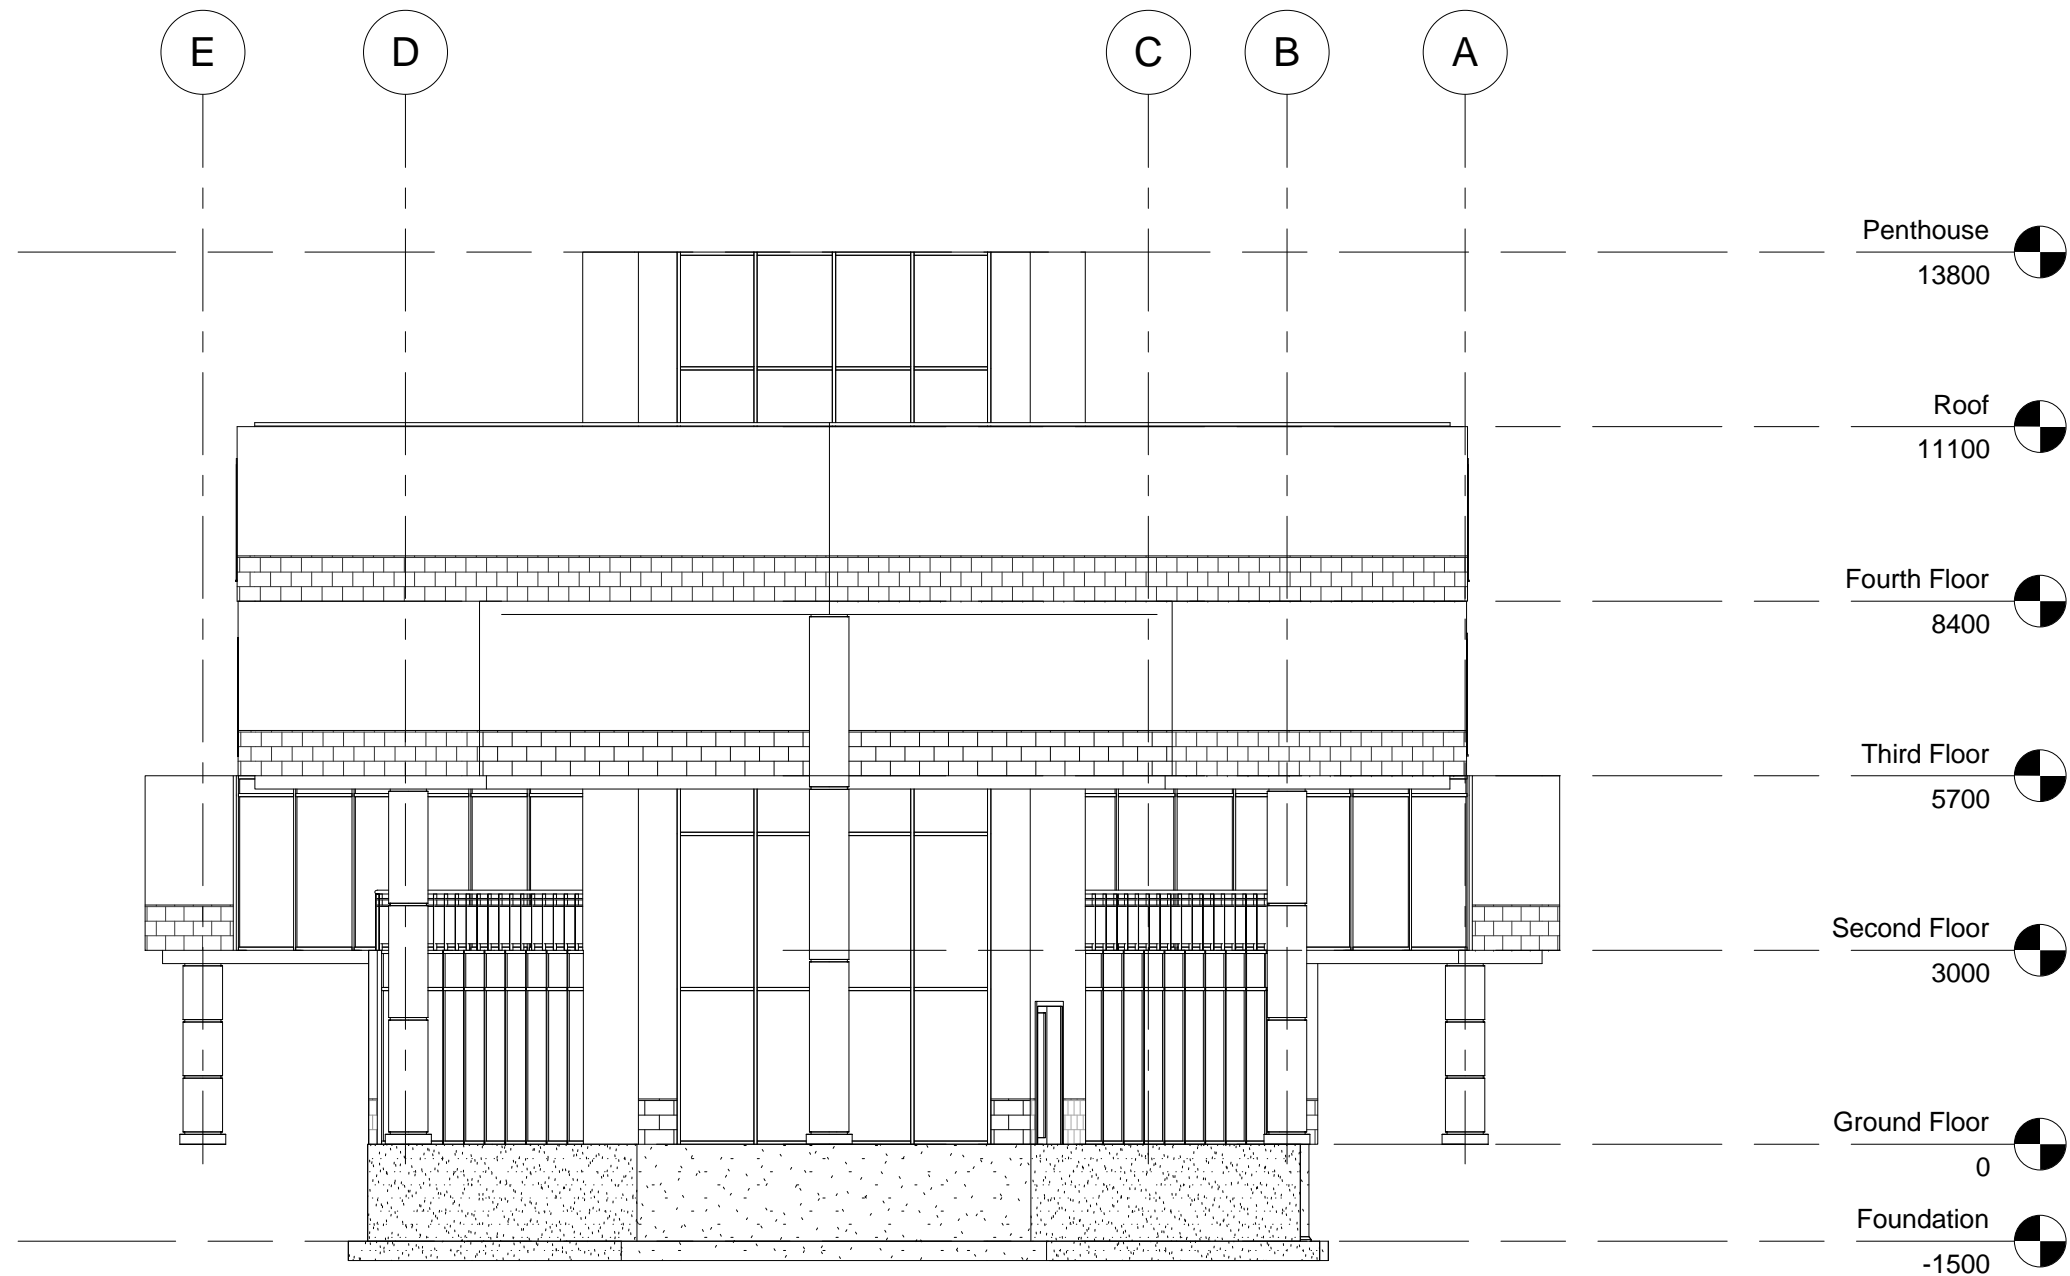 E D C B A
Penthouse
13800
Roof
11100
Fourth Floor
8400
Third Floor
5700
Second Floor
3000
Ground Floor
0
Foundation
-1500